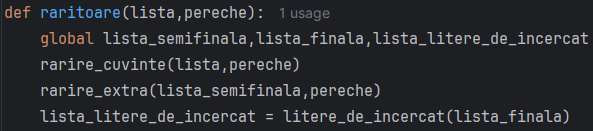 def raritoare(lista,pereche): 1 usage
    global lista_semifinala,lista_finala,lista_litere_de_incercat
    rarire_cuvinte(lista,pereche)
    rarire_extra(lista_semifinala,pereche)
    lista_litere_de_incercat = litere_de_incercat(lista_finala)